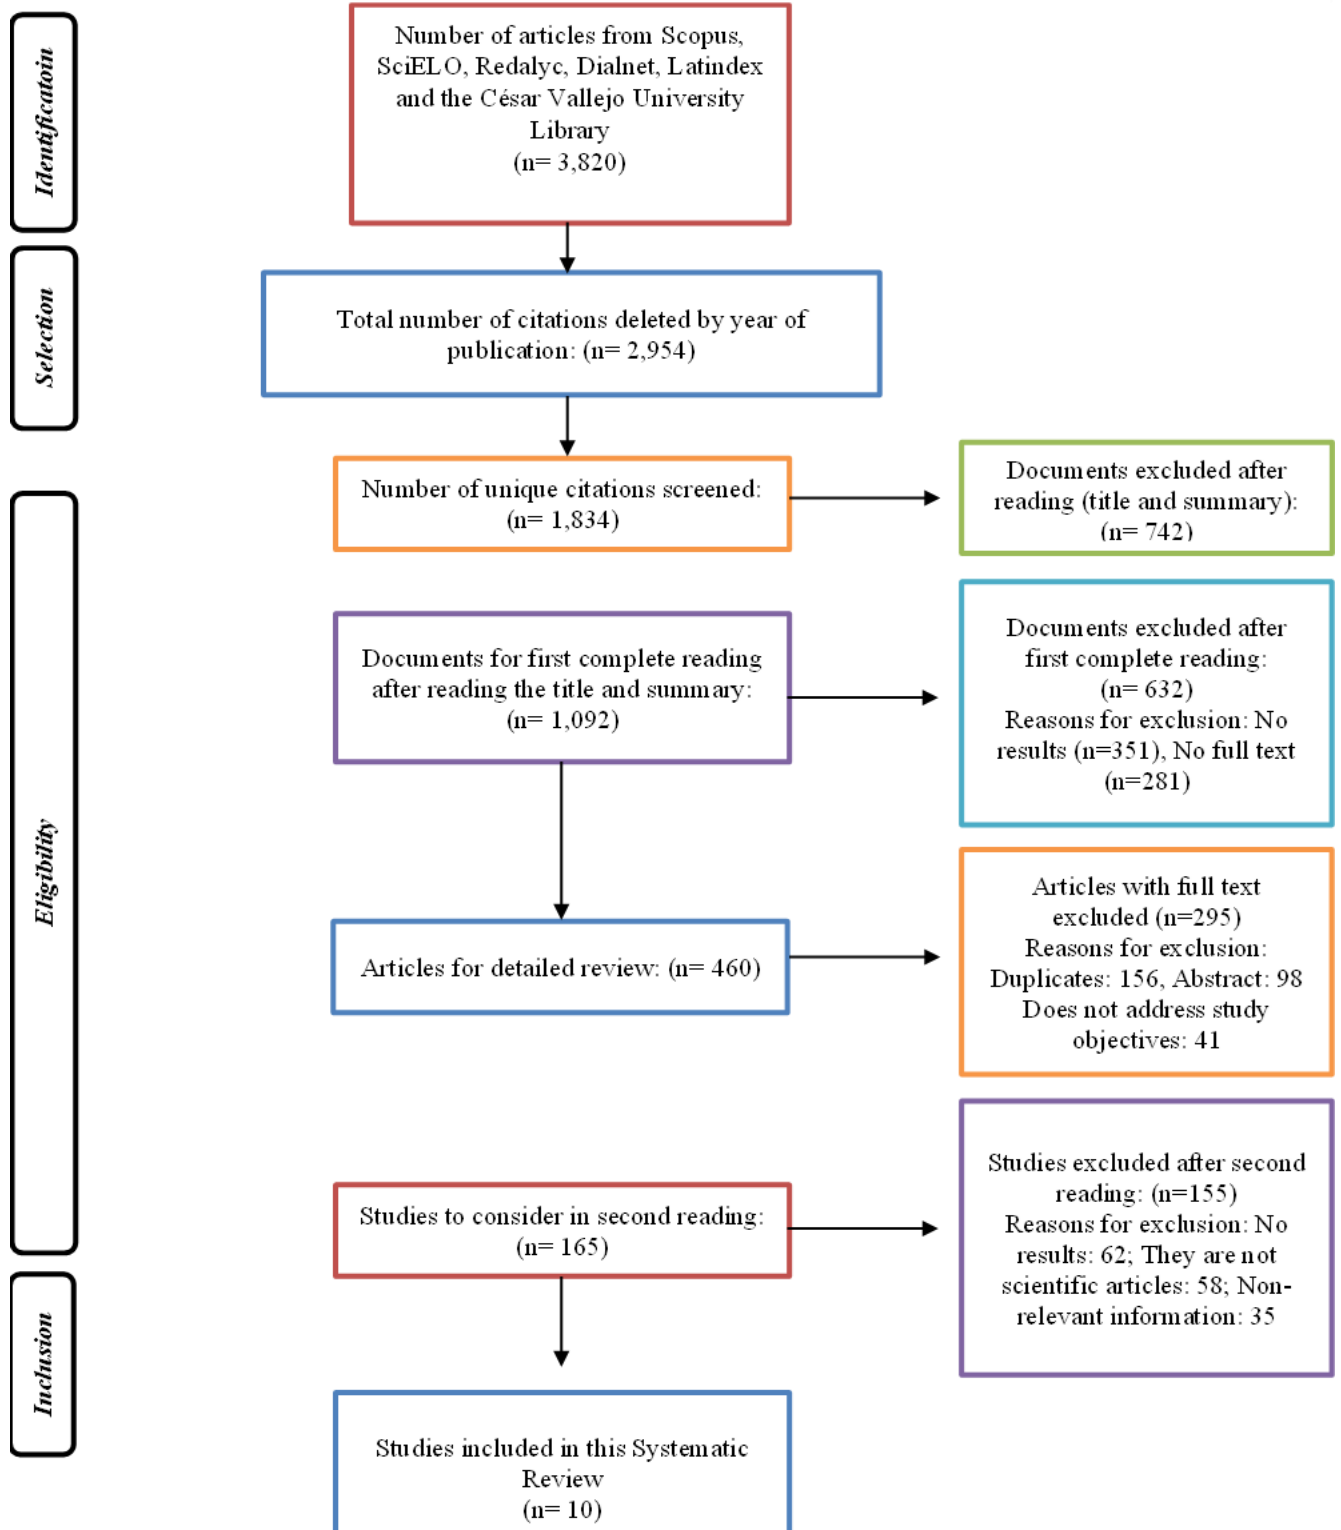 Identificatoin
Number of articles from Scopus,
SciELO, Redalyc, Dialnet, Latindex
and the César Vallejo University
Library
(n= 3,820)
Selection
Total number of citations deleted by year of
publication: (n= 2,954)
Eligibility
Number of unique citations screened:
(n= 1,834)
Documents excluded after
reading (title and summary):
(n= 742)
Documents for first complete reading
after reading the title and summary:
(n= 1,092)
Documents excluded after
first complete reading:
(n= 632)
Reasons for exclusion: No
results (n=351), No full text
(n=281)
Articles for detailed review: (n= 460)
Articles with full text
excluded (n=295)
Reasons for exclusion:
Duplicates: 156, Abstract: 98
Does not address study
objectives: 41
Studies to consider in second reading:
(n= 165)
Studies excluded after second
reading: (n=155)
Reasons for exclusion: No
results: 62; They are not
scientific articles: 58; Non-
relevant information: 35
Inclusion
Studies included in this Systematic
Review
(n= 10)